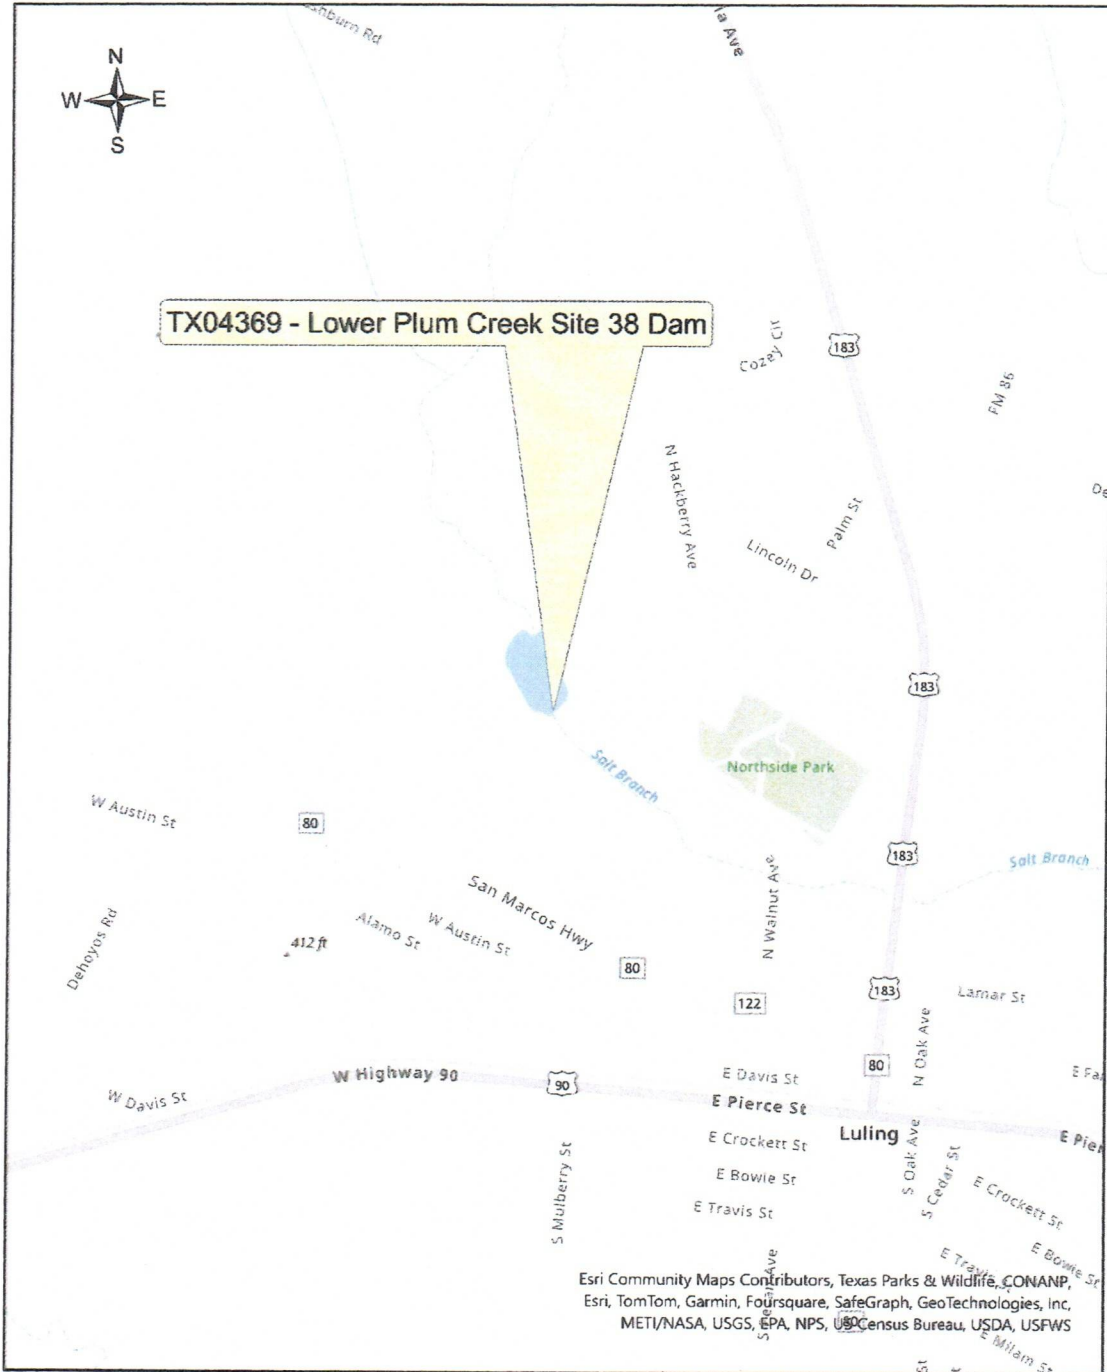 N
W E
S
la Ave
TX04369 - Lower Plum Creek Site 38 Dam
Cozey Cir
183
FM 86
N Hackberry Ave
Palm St
Lincoln Dr
De
183
Northside Park
Salt Branch
W Austin St
80
183
Salt Branch
N Walnut Ave
San Marcos Hwy
Alamo St
W Austin St
412 ft
Dehoyos Rd
80
122
183
Lamar St
N Oak Ave
80
W Highway 90
90
E Davis St
E Fa
W Davis St
E Pierce St
Luling
E Pier
E Crockett St
S Oak Ave
S Cedar St
S Mulberry St
E Bowie St
E Crockett St
E Travis St
E Bowie St
E Travis St
Esri Community Maps Contributors, Texas Parks & Wildlife, CONANP,
Esri, TomTom, Garmin, Foursquare, SafeGraph, GeoTechnologies, Inc,
METI/NASA, USGS, EPA, NPS, US Census Bureau, USDA, USFWS
80
E Milam St
St